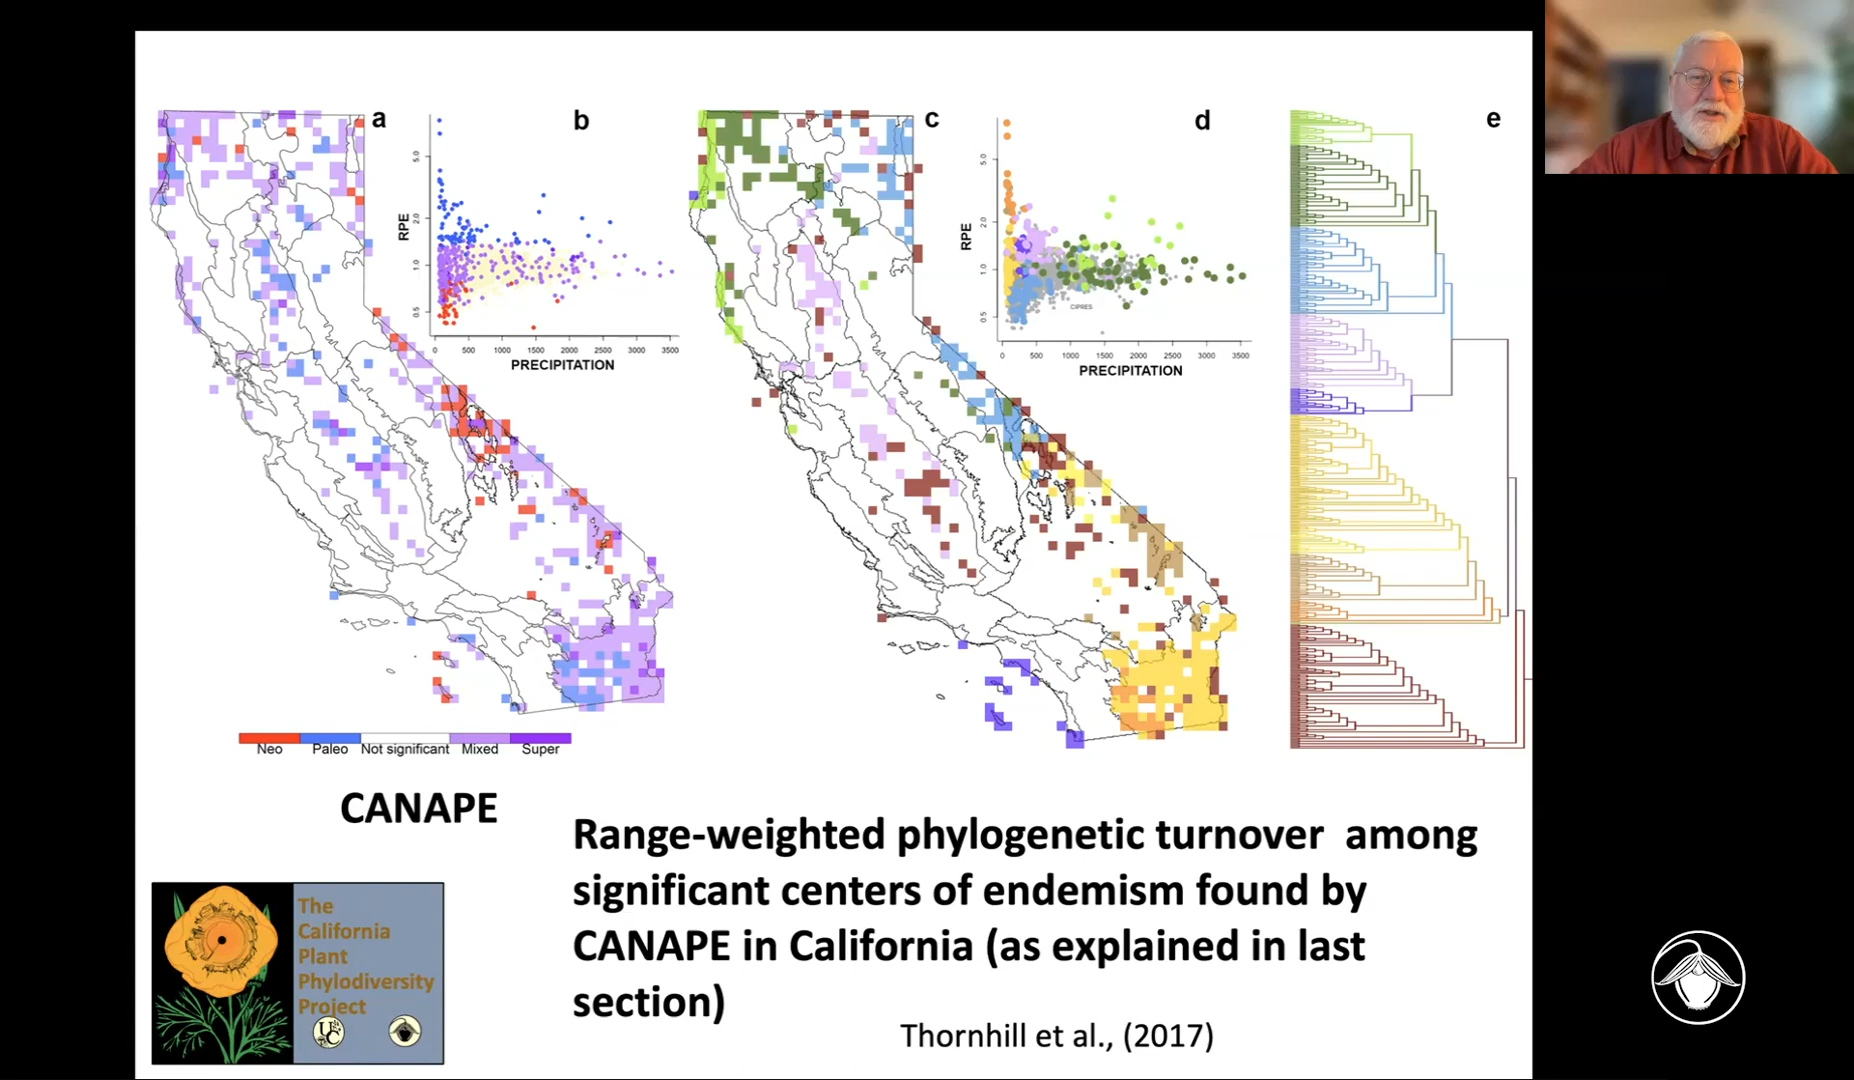 a
b
c
d
e
RPE
5.0
2.0
1.0
0.5
0
500
1000
1500
2000
2500
3000
3500
PRECIPITATION
RPE
5.0
2.0
1.0
0.5
CIPRES
0
500
1000
1500
2000
2500
3000
3500
PRECIPITATION
Neo Paleo Not significant Mixed Super
CANAPE
Range-weighted phylogenetic turnover among
significant centers of endemism found by
CANAPE in California (as explained in last
section)
Thornhill et al., (2017)
The
California
Plant
Phylodiversity
Project